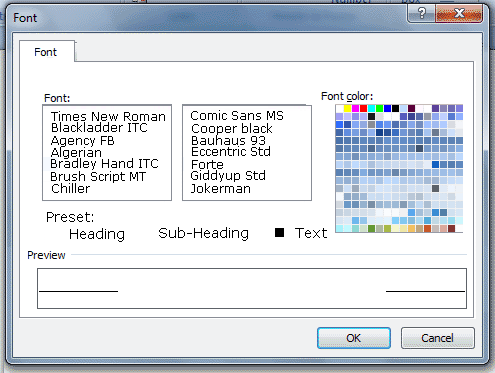 Font
Font
Font:
Font color:
Times New Roman
Blackladder ITC
Agency FB
Algerian
Bradley Hand ITC
Brush Script MT
Chiller
Comic Sans MS
Cooper black
Bauhaus 93
Eccentric Std
Forte
Giddyup Std
Jokerman
Preset:
Heading Sub-Heading Text
Preview
OK Cancel